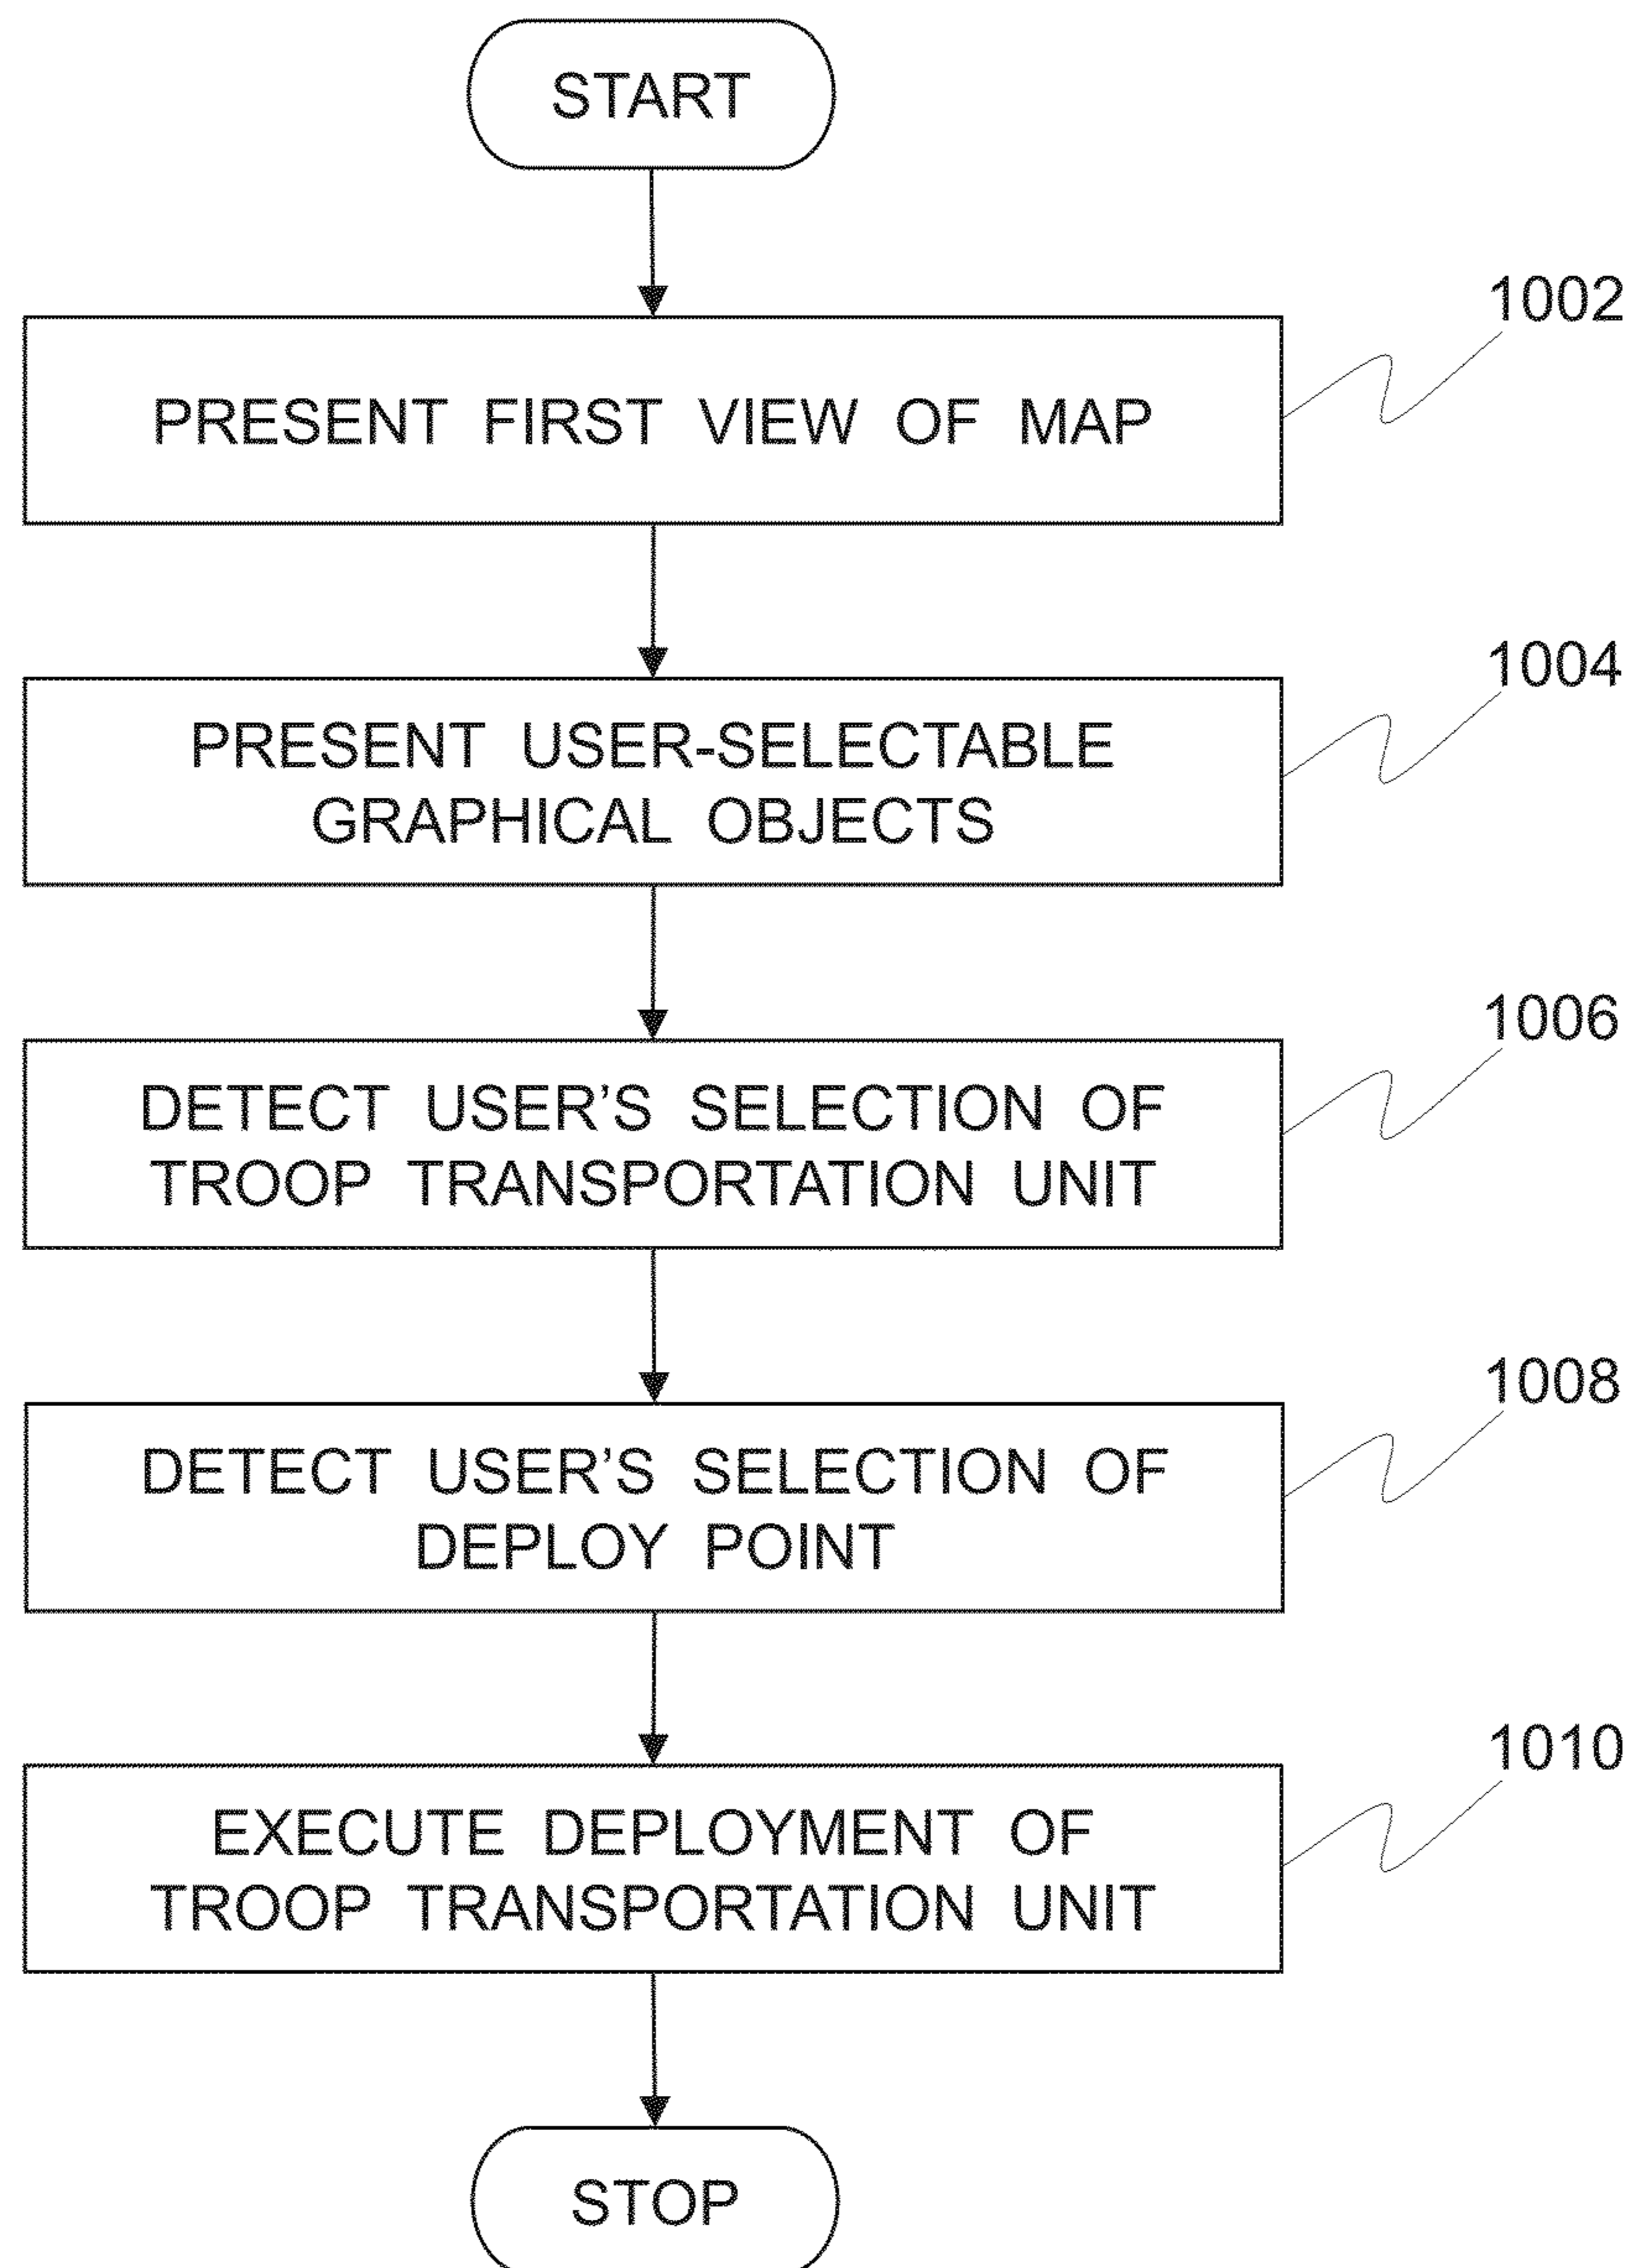 START
1002
PRESENT FIRST VIEW OF MAP
1004
PRESENT USER-SELECTABLE
GRAPHICAL OBJECTS
1006
DETECT USER’S SELECTION OF
TROOP TRANSPORTATION UNIT
1008
DETECT USER’S SELECTION OF
DEPLOY POINT
1010
EXECUTE DEPLOYMENT OF
TROOP TRANSPORTATION UNIT
STOP